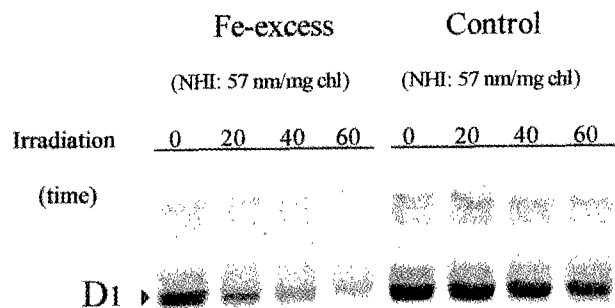 Fe-excess Control
(NHI: 57 nm/mg chl) (NHI: 57 nm/mg chl)
Irradiation 0 20 40 60 0 20 40 60
(time)
D1